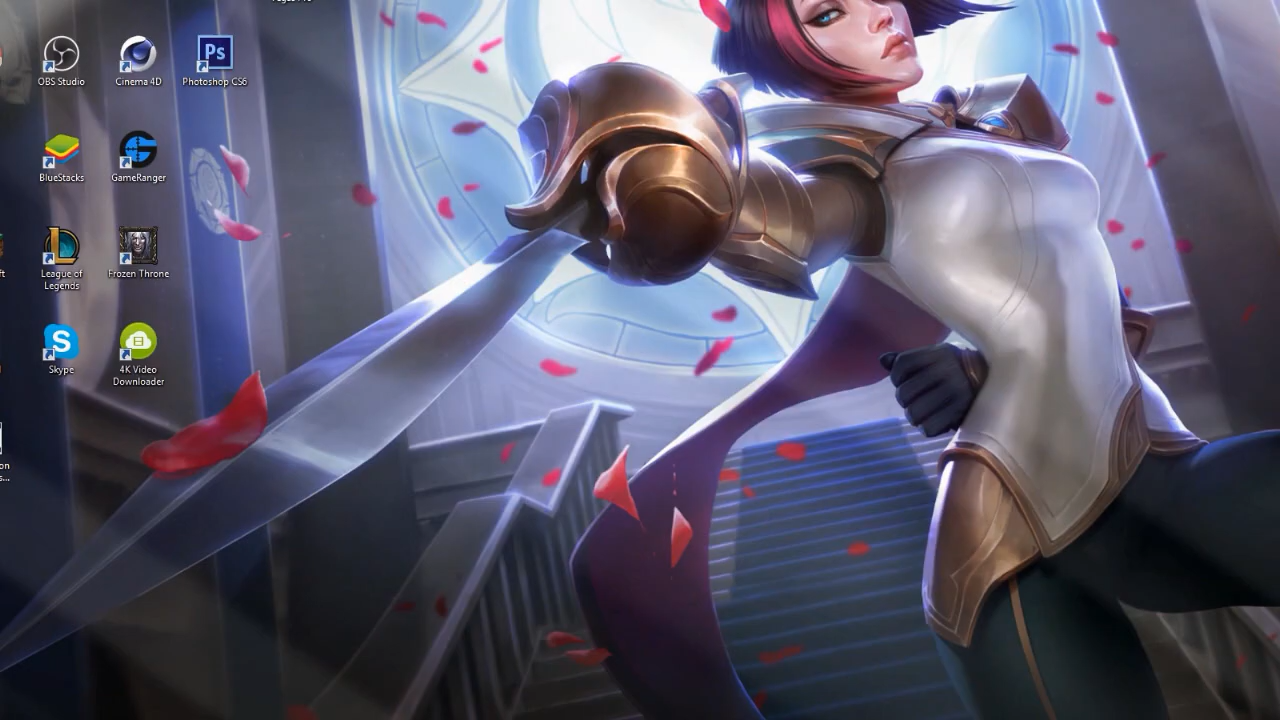 OBS Studio
Cinema 4D
Ps
Photoshop CS6
BlueStacks
GameRanger
League of
Legends
Frozen Throne
S
Skype
4K Video
Downloader